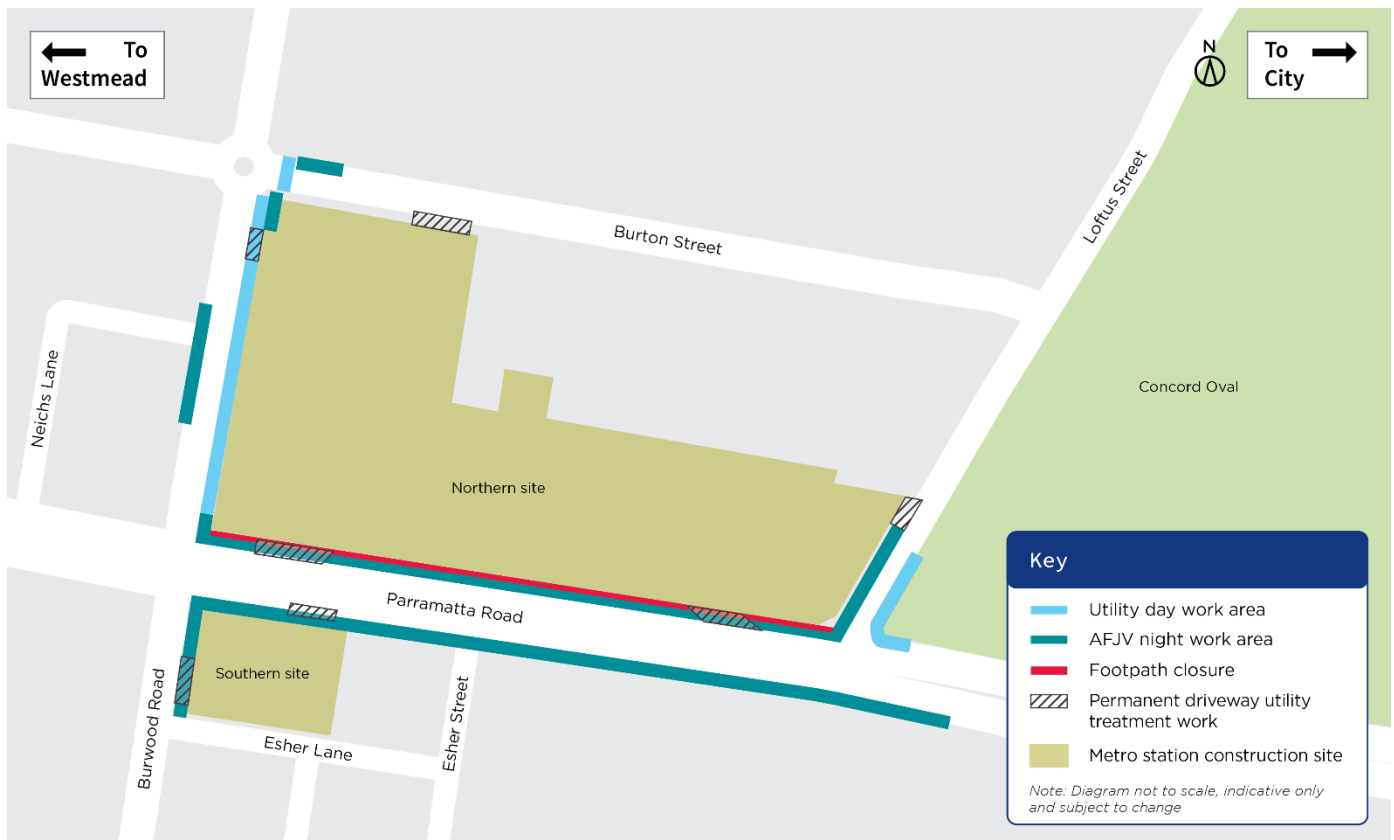 To
Westmead
N
To
City
Loftus Street
Burton Street
Concord Oval
Neichs Lane
Northern site
Parramatta Road
Southern site
Burwood Road
Esher Lane
Esher Street
Key
Utility day work area
AFJV night work area
Footpath closure
Permanent driveway utility
treatment work
Metro station construction site
Note: Diagram not to scale, indicative only
and subject to change